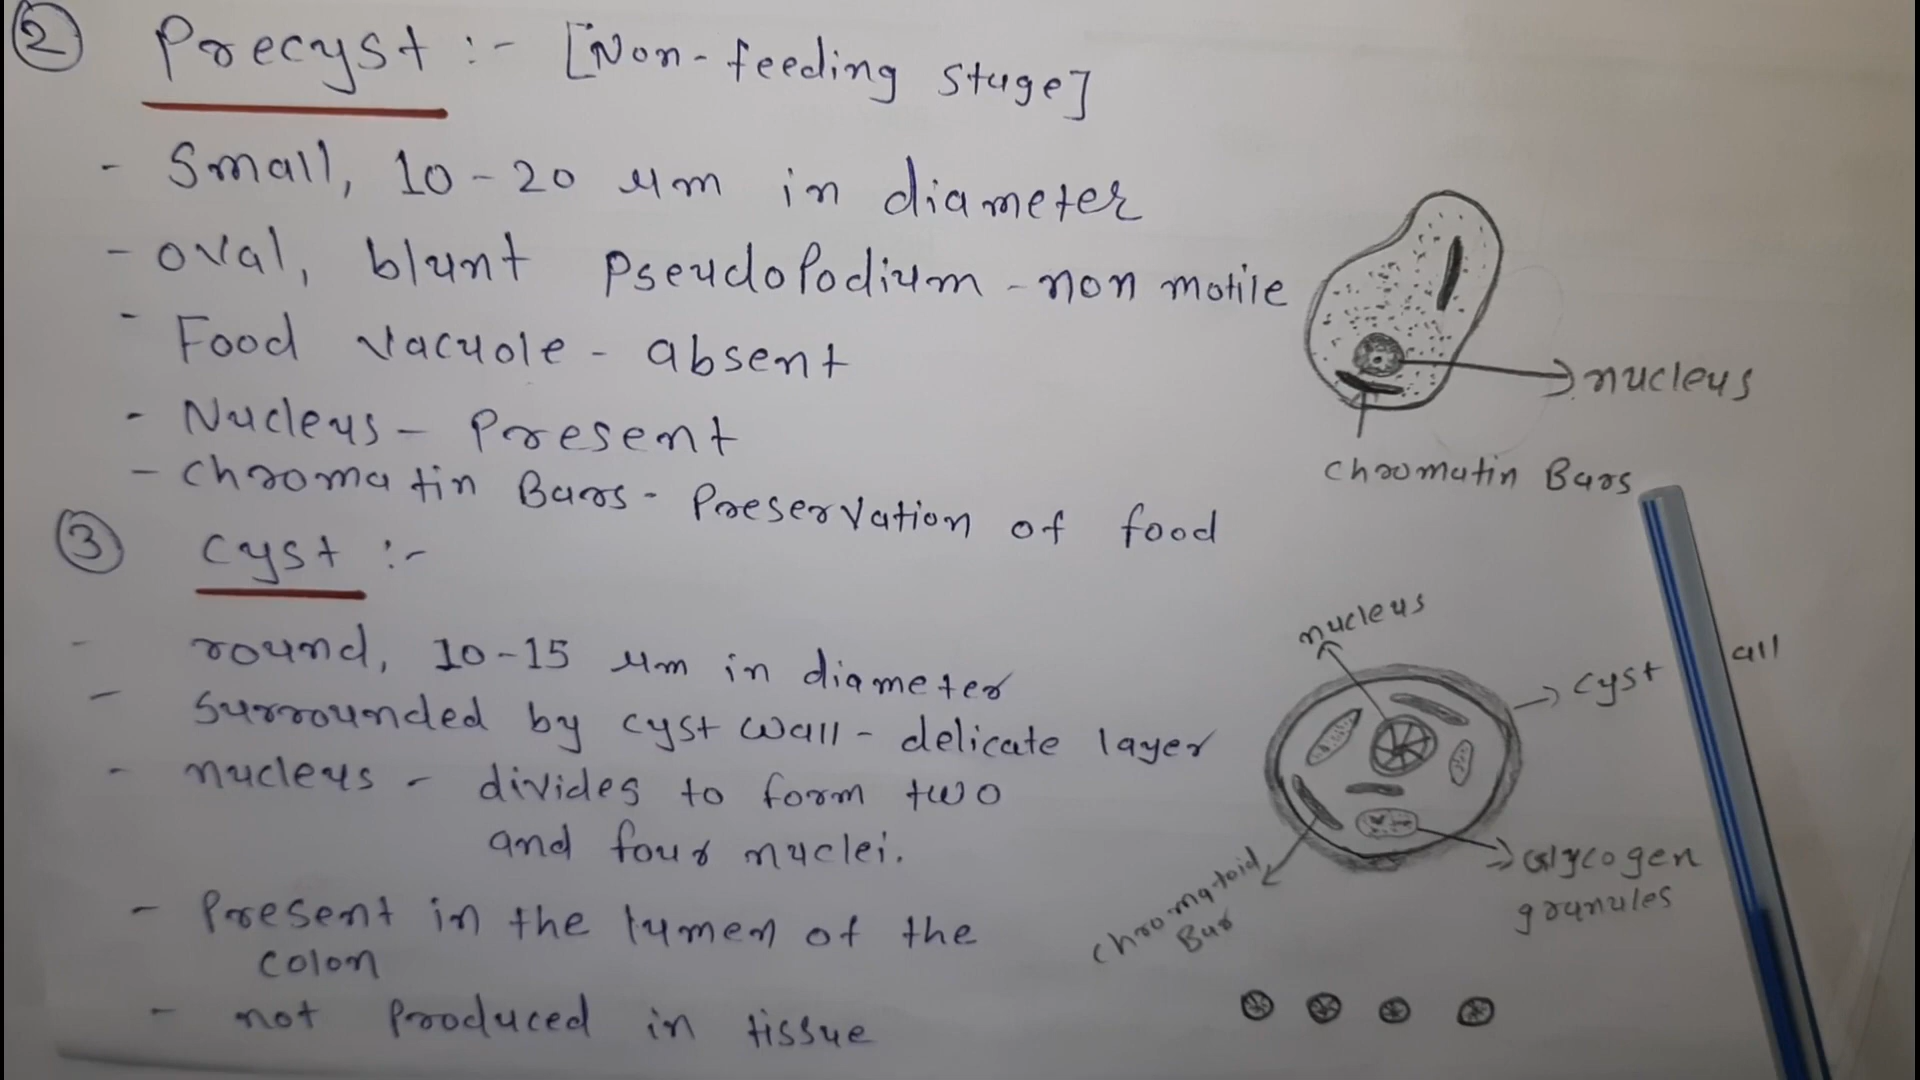 ② Precyst :- [Non-feeding stage]
- Small, 10-20 μm in diameter
- oval, blunt pseudopodium - non motile
- Food vacuole - absent
- Nucleus - Present
- chromatin Bars - Preservation of food
nucleus
chromatin Bars
③ cyst :-
- round, 10-15 μm in diameter
- surrounded by cyst wall - delicate layer
- nucleus - divides to form two
and four nuclei.
- Present in the lumen of the
colon
- not produced in tissue
nucleus
cyst all
Glycogen
granules
chromatoid
Bar